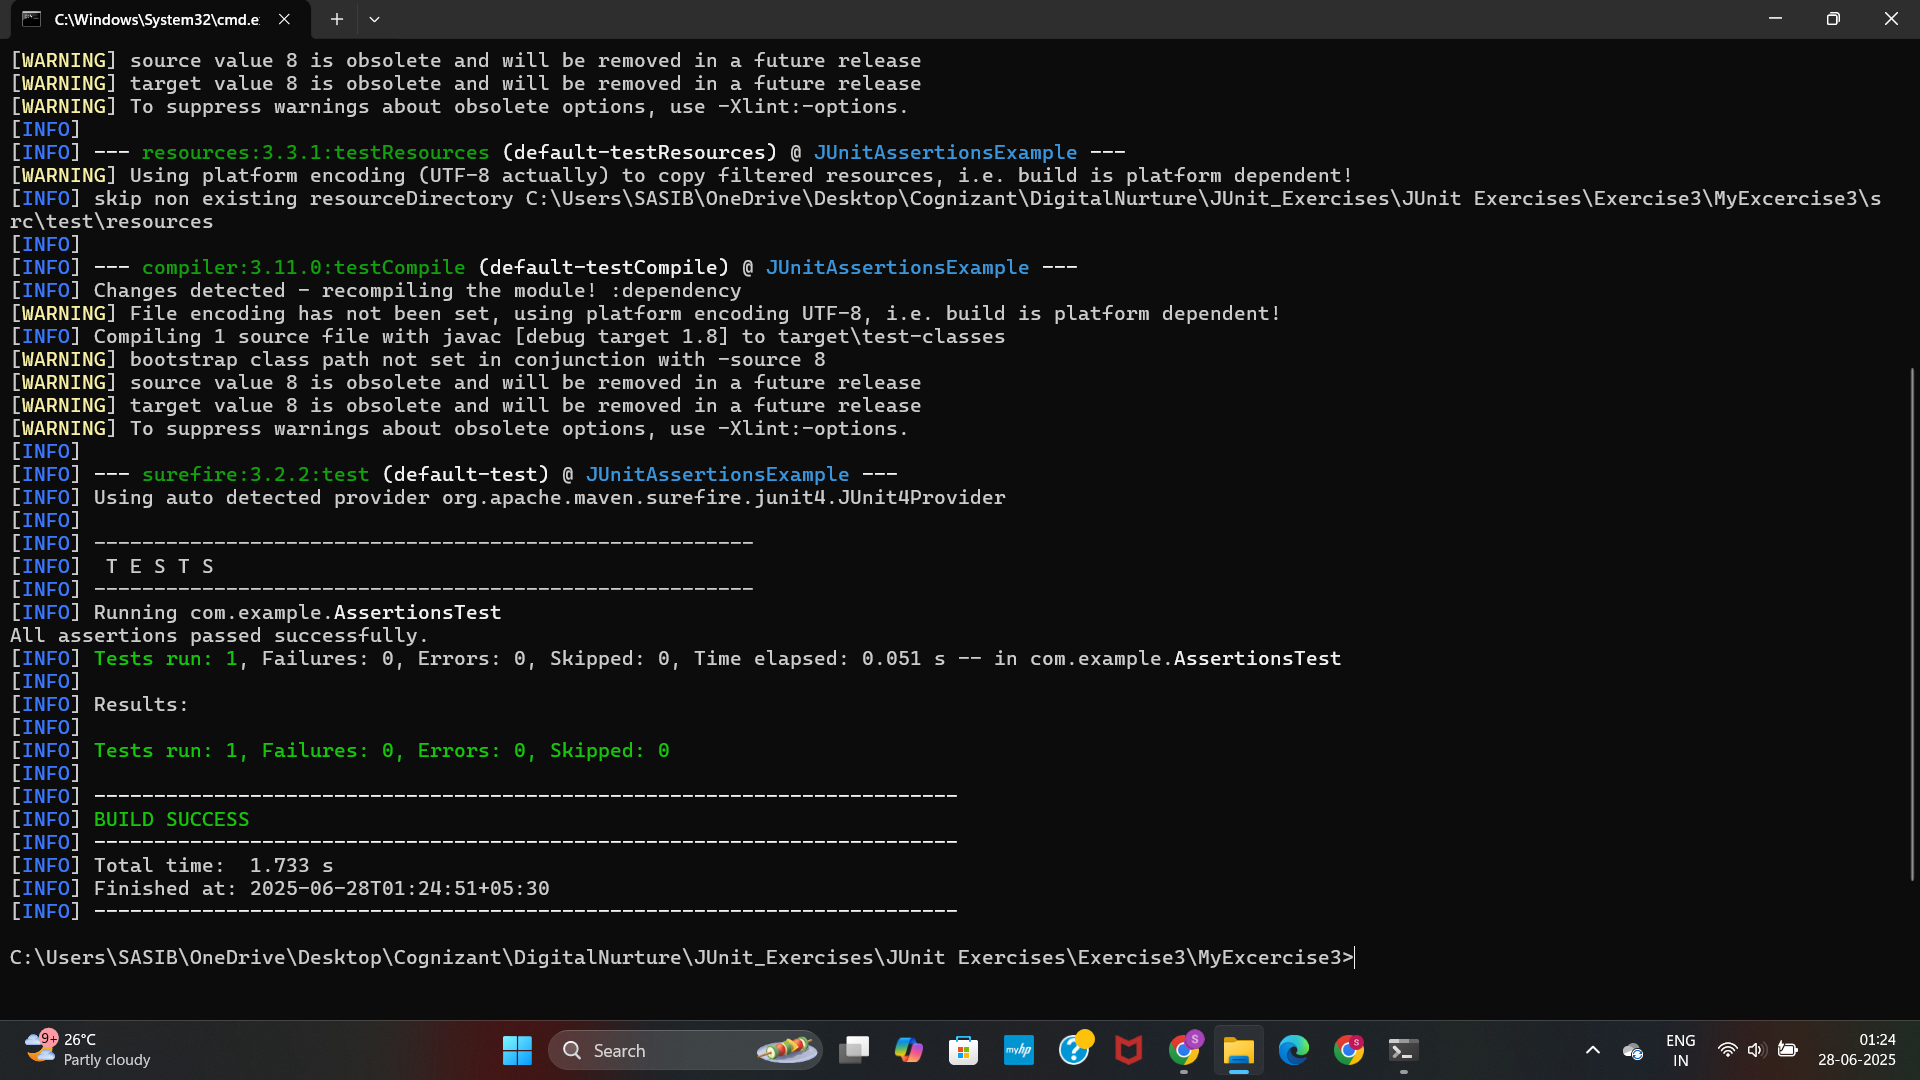 C:\Windows\System32\cmd.e
[WARNING] source value 8 is obsolete and will be removed in a future release
[WARNING] target value 8 is obsolete and will be removed in a future release
[WARNING] To suppress warnings about obsolete options, use -Xlint:-options.
[INFO]
[INFO] --- resources:3.3.1:testResources (default-testResources) @ JUnitAssertionsExample ---
[WARNING] Using platform encoding (UTF-8 actually) to copy filtered resources, i.e. build is platform dependent!
[INFO] skip non existing resourceDirectory C:\Users\SASIB\OneDrive\Desktop\Cognizant\DigitalNurture\JUnit_Exercises\JUnit Exercises\Exercise3\MyExcercise3\s
rc\test\resources
[INFO]
[INFO] --- compiler:3.11.0:testCompile (default-testCompile) @ JUnitAssertionsExample ---
[INFO] Changes detected - recompiling the module! :dependency
[WARNING] File encoding has not been set, using platform encoding UTF-8, i.e. build is platform dependent!
[INFO] Compiling 1 source file with javac [debug target 1.8] to target\test-classes
[WARNING] bootstrap class path not set in conjunction with -source 8
[WARNING] source value 8 is obsolete and will be removed in a future release
[WARNING] target value 8 is obsolete and will be removed in a future release
[WARNING] To suppress warnings about obsolete options, use -Xlint:-options.
[INFO]
[INFO] --- surefire:3.2.2:test (default-test) @ JUnitAssertionsExample ---
[INFO] Using auto detected provider org.apache.maven.surefire.junit4.JUnit4Provider
[INFO]
[INFO] -------------------------------------------------------
[INFO]  T E S T S
[INFO] -------------------------------------------------------
[INFO] Running com.example.AssertionsTest
All assertions passed successfully.
[INFO] Tests run: 1, Failures: 0, Errors: 0, Skipped: 0, Time elapsed: 0.051 s -- in com.example.AssertionsTest
[INFO]
[INFO] Results:
[INFO]
[INFO] Tests run: 1, Failures: 0, Errors: 0, Skipped: 0
[INFO]
[INFO] ------------------------------------------------------------------------
[INFO] BUILD SUCCESS
[INFO] ------------------------------------------------------------------------
[INFO] Total time:  1.733 s
[INFO] Finished at: 2025-06-28T01:24:51+05:30
[INFO] ------------------------------------------------------------------------
C:\Users\SASIB\OneDrive\Desktop\Cognizant\DigitalNurture\JUnit_Exercises\JUnit Exercises\Exercise3\MyExcercise3>
9+
26°C
Partly cloudy
Search
myhp
S
S
ENG
IN
01:24
28-06-2025